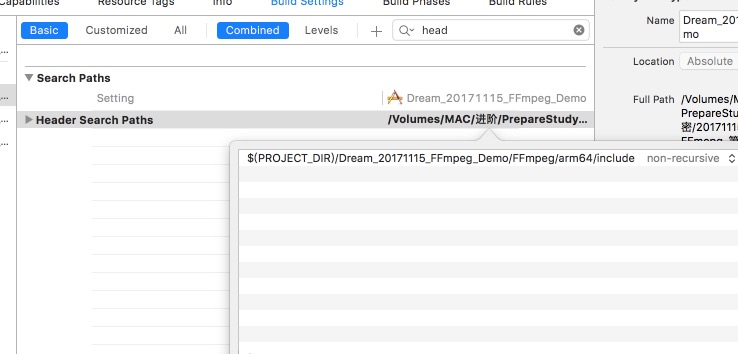 Capabilities Resource Tags Info Build Settings Build Phases Build Rules
Basic Customized All Combined Levels + head
Search Paths
Setting Dream_20171115_FFmpeg_Demo
Header Search Paths /Volumes/MAC/进阶/PrepareStudy...
$(PROJECT_DIR)/Dream_20171115_FFmpeg_Demo/FFmpeg/arm64/include non-recursive
Name Dream_201
mo
Location Absolute
Full Path /Volumes/M
PrepareStud
密/2017111